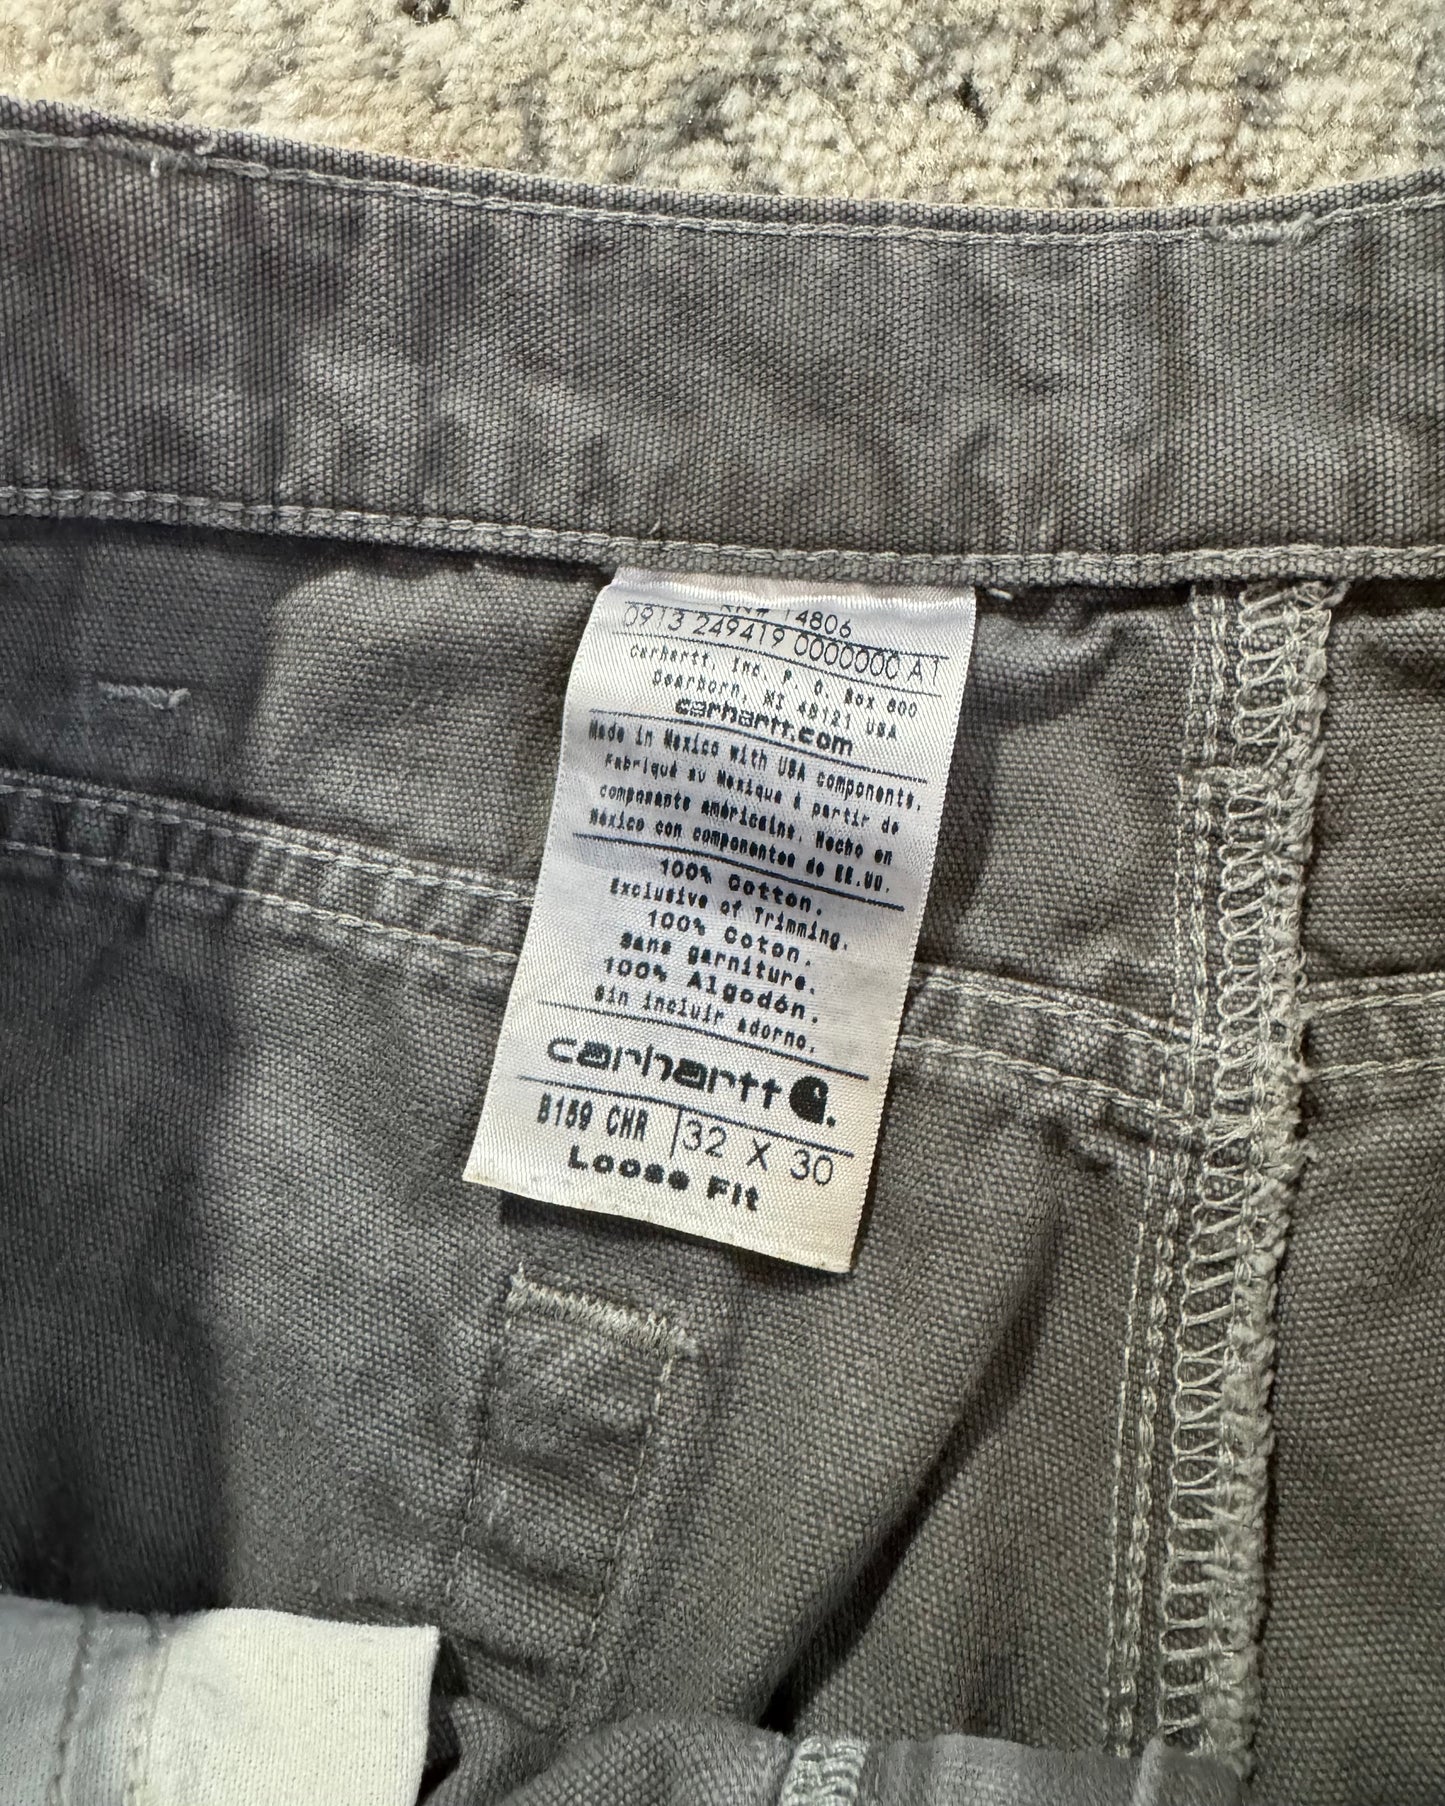 RN# 14806
0913 249419 0000000 A1
Carhartt, Inc. P. O. Box 600
Dearborn, MI 48121 USA
carhartt.com
Made in Mexico with USA components.
Fabriqué au Mexique à partir de
composants américains. Hecho en
México con componentes de EE.UU.
100% Cotton.
Exclusive of Trimming.
100% Coton.
sans garniture.
100% Algodón.
sin incluir adorno.
carhartt
B159 CHR 32 X 30
Loose Fit